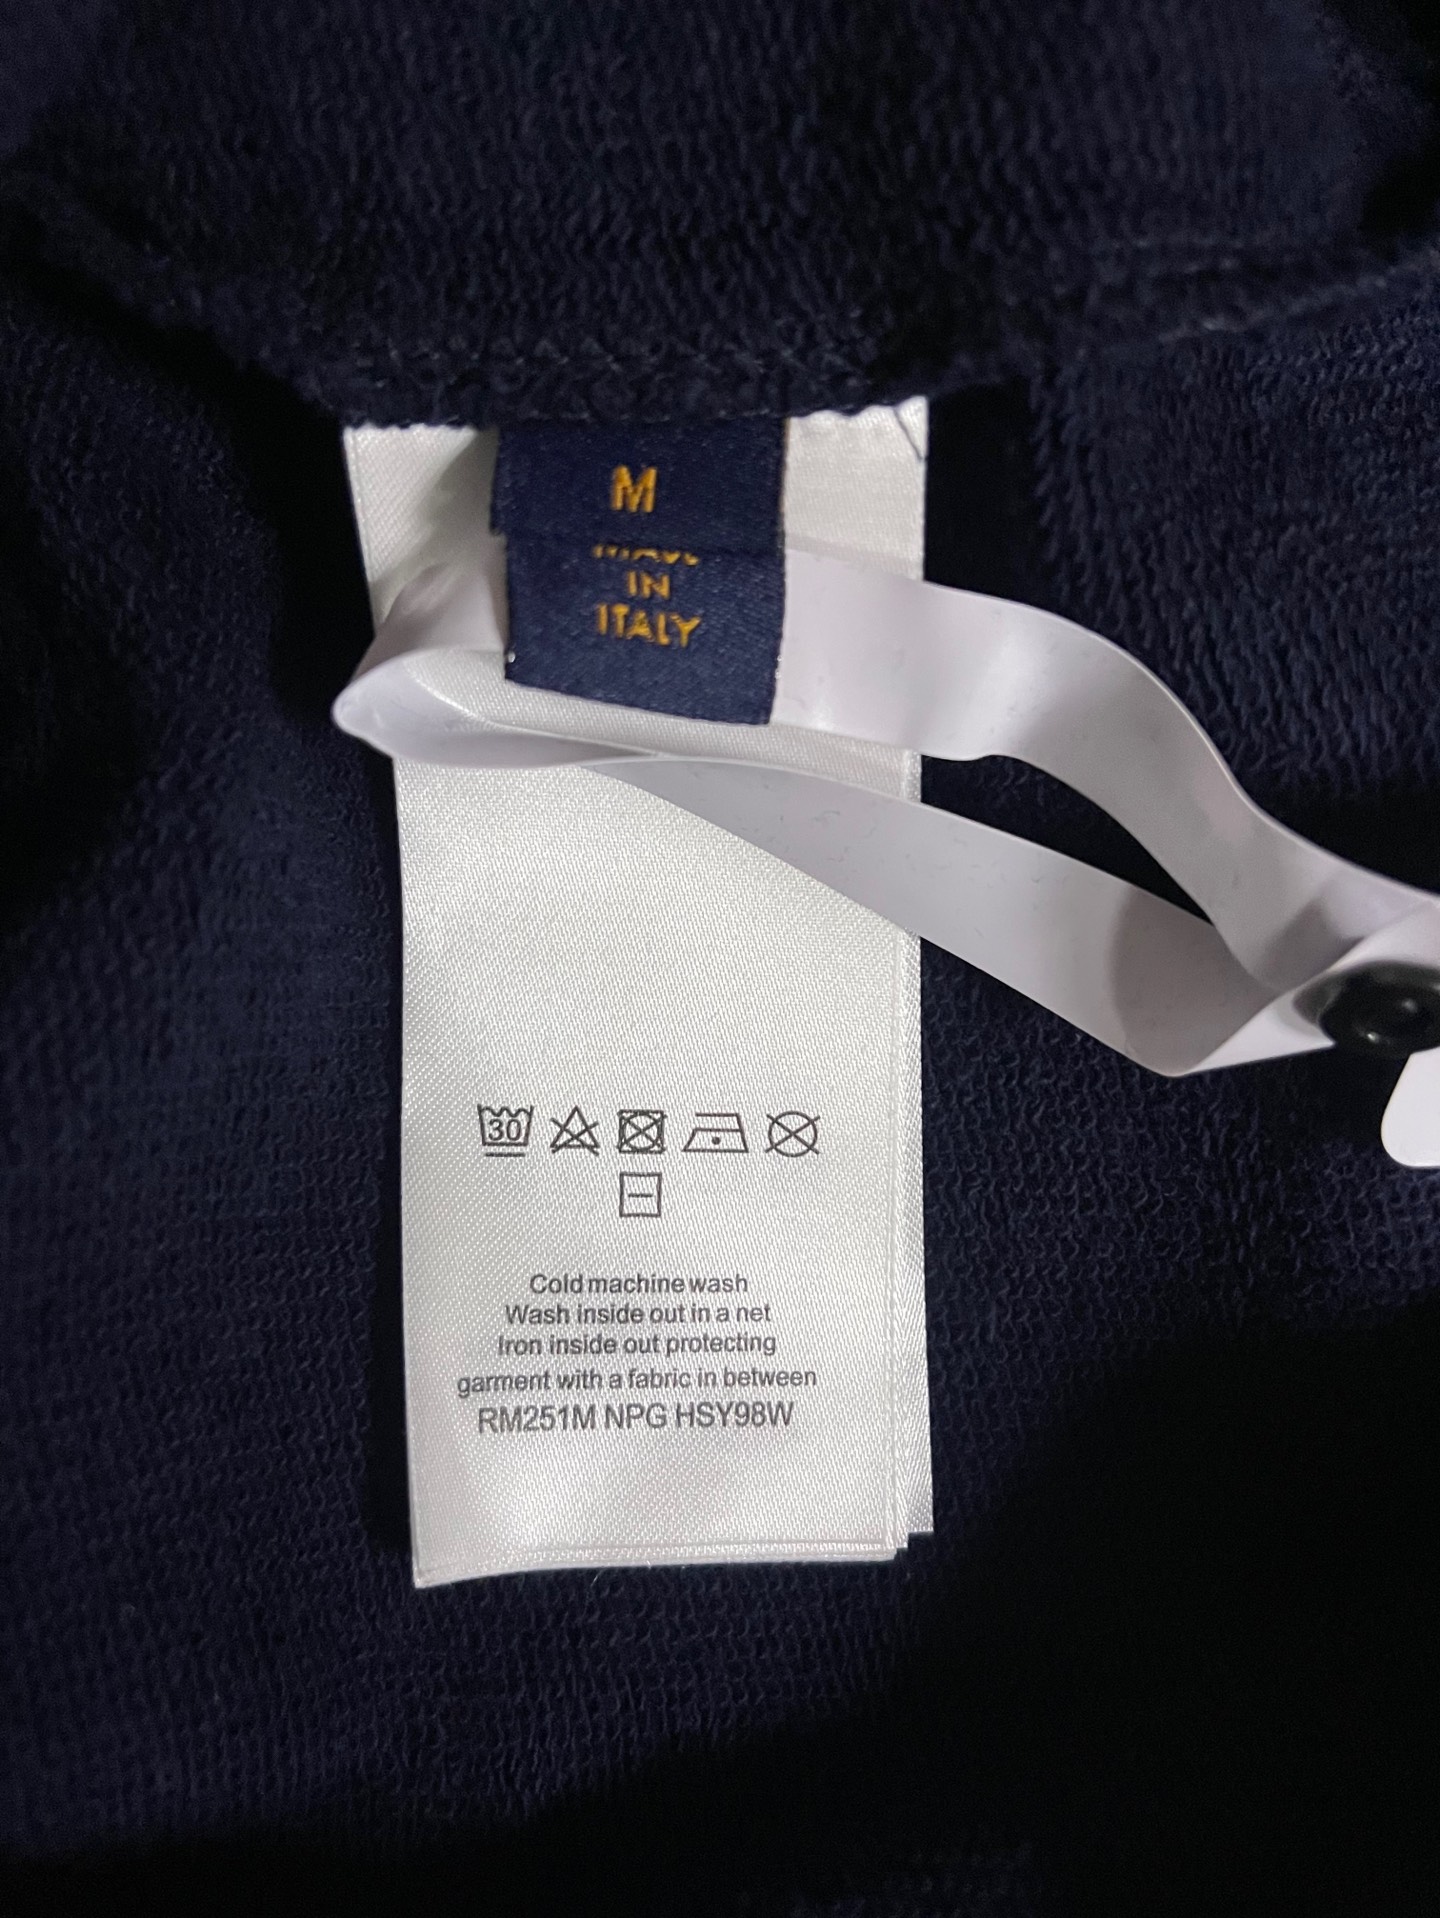 M
MADE
IN
ITALY
30
Cold machine wash
Wash inside out in a net
Iron inside out protecting
garment with a fabric in between
RM251M NPG HSY98W